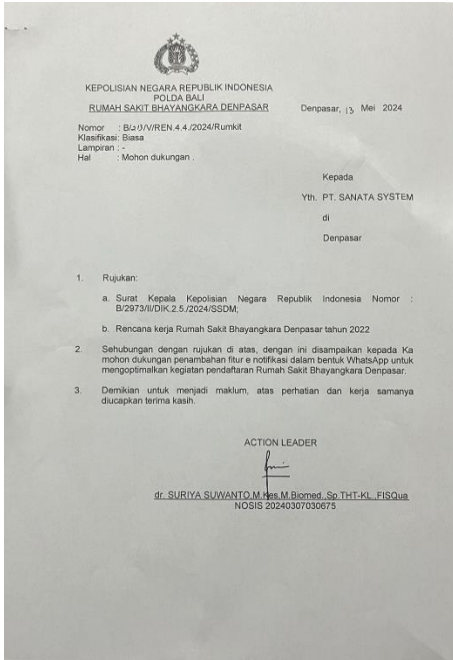 KEPOLISIAN NEGARA REPUBLIK INDONESIA
POLDA BALI
RUMAH SAKIT BHAYANGKARA DENPASAR
Denpasar, 13 Mei 2024
Nomor : B/213/V/REN.4.4./2024/Rumkit
Klasifikasi: Biasa
Lampiran : -
Hal : Mohon dukungan .
Kepada
Yth. PT. SANATA SYSTEM
di
Denpasar
1. Rujukan:
a. Surat Kepala Kepolisian Negara Republik Indonesia Nomor :
B/2973/II/DIK.2.5./2024/SSDM;
b. Rencana kerja Rumah Sakit Bhayangkara Denpasar tahun 2022
2. Sehubungan dengan rujukan di atas, dengan ini disampaikan kepada Ka
mohon dukungan penambahan fitur e notifikasi dalam bentuk WhatsApp untuk
mengoptimalkan kegiatan pendaftaran Rumah Sakit Bhayangkara Denpasar.
3. Demikian untuk menjadi maklum, atas perhatian dan kerja samanya
diucapkan terima kasih.
ACTION LEADER
dr. SURIYA SUWANTO,M.Kes,M.Biomed.,Sp.THT-KL.,FISQua
NOSIS 20240307030675